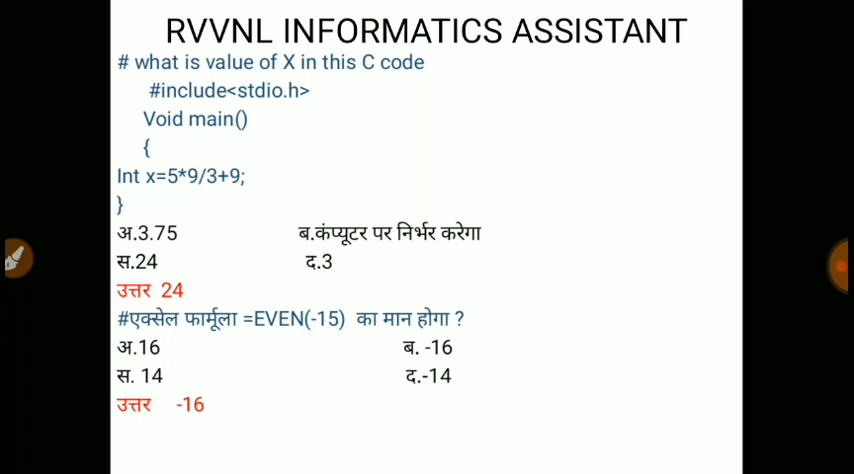 RVVNL INFORMATICS ASSISTANT
# what is value of X in this C code
#include<stdio.h>
Void main()
{
Int x=5*9/3+9;
}
अ.3.75 ब.कंप्यूटर पर निर्भर करेगा
स.24 द.3
उत्तर 24
#एक्सेल फार्मूला =EVEN(-15) का मान होगा ?
अ.16 ब. -16
स. 14 द.-14
उत्तर -16